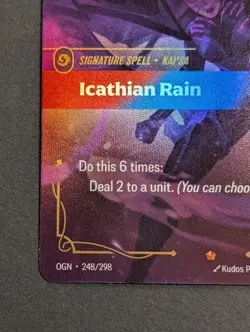 SIGNATURE SPELL • KAI'SA
Icathian Rain
Do this 6 times:
Deal 2 to a unit. (You can choo
OGN • 248/298
Kudos P